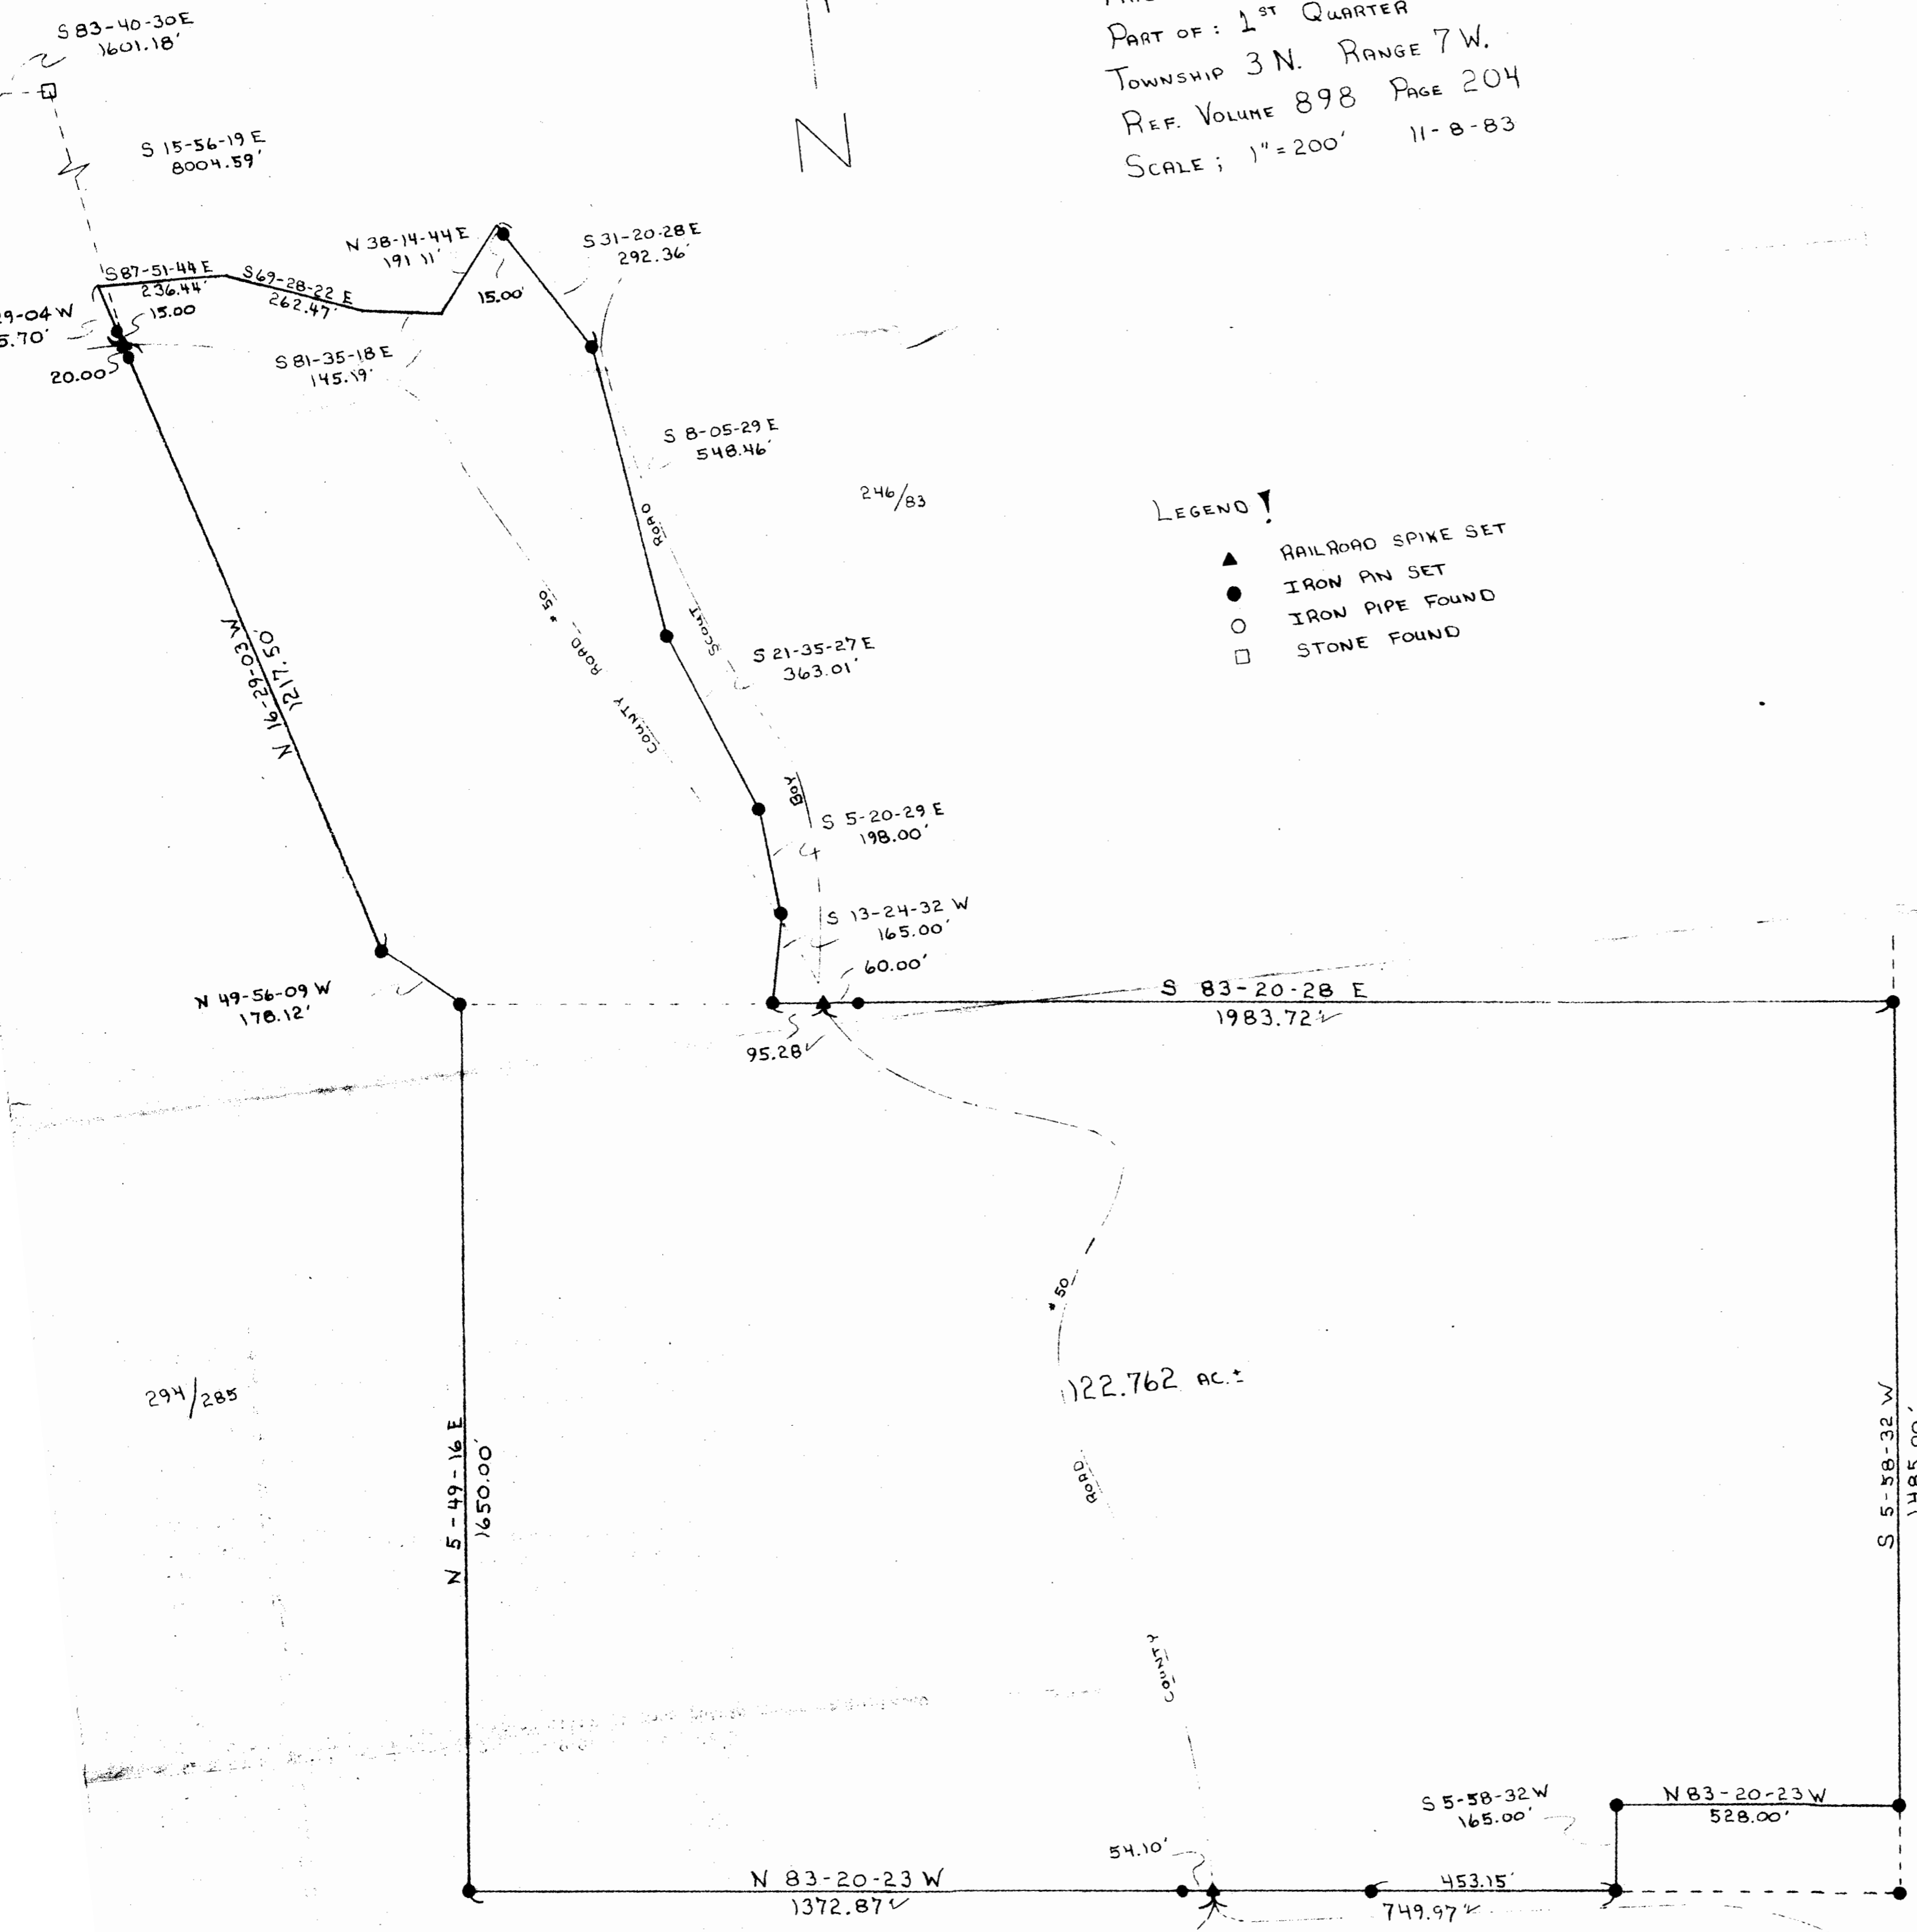 S 83-40-30 E
1601.18'
PART OF: 1ST QUARTER
TOWNSHIP 3 N. RANGE 7 W.
REF. VOLUME 898 PAGE 204
SCALE; 1"=200' 11-8-83
N
S 15-56-19 E
8004.59'
N 38-14-44 E
191.11'
S 31-20-28 E
292.36'
S 87-51-44 E
236.44'
S 69-28-22 E
262.47'
15.00'
9-04 W
5.70'
15.00
20.00
S 81-35-18 E
145.19'
S 8-05-29 E
548.46'
246/83
LEGEND
RAILROAD SPIKE SET
IRON PIN SET
IRON PIPE FOUND
STONE FOUND
BOY SCOUT ROAD
COUNTY ROAD #50
N 16-29-03 W
1217.50'
S 21-35-27 E
363.01'
S 5-20-29 E
198.00'
S 13-24-32 W
165.00'
60.00'
N 49-56-09 W
178.12'
S 83-20-28 E
1983.72'
95.28
#50
122.762 AC.±
294/285
N 5-49-16 E
1650.00'
S 5-58-32 W
1485.00'
ROAD
COUNTY
S 5-58-32 W
165.00'
N 83-20-23 W
528.00'
54.10'
N 83-20-23 W
1372.87
453.15'
749.97'